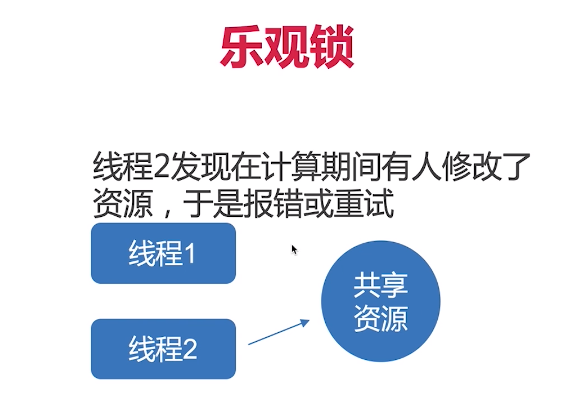 乐观锁
线程2发现在计算期间有人修改了
资源，于是报错或重试
线程1
共享
资源
线程2